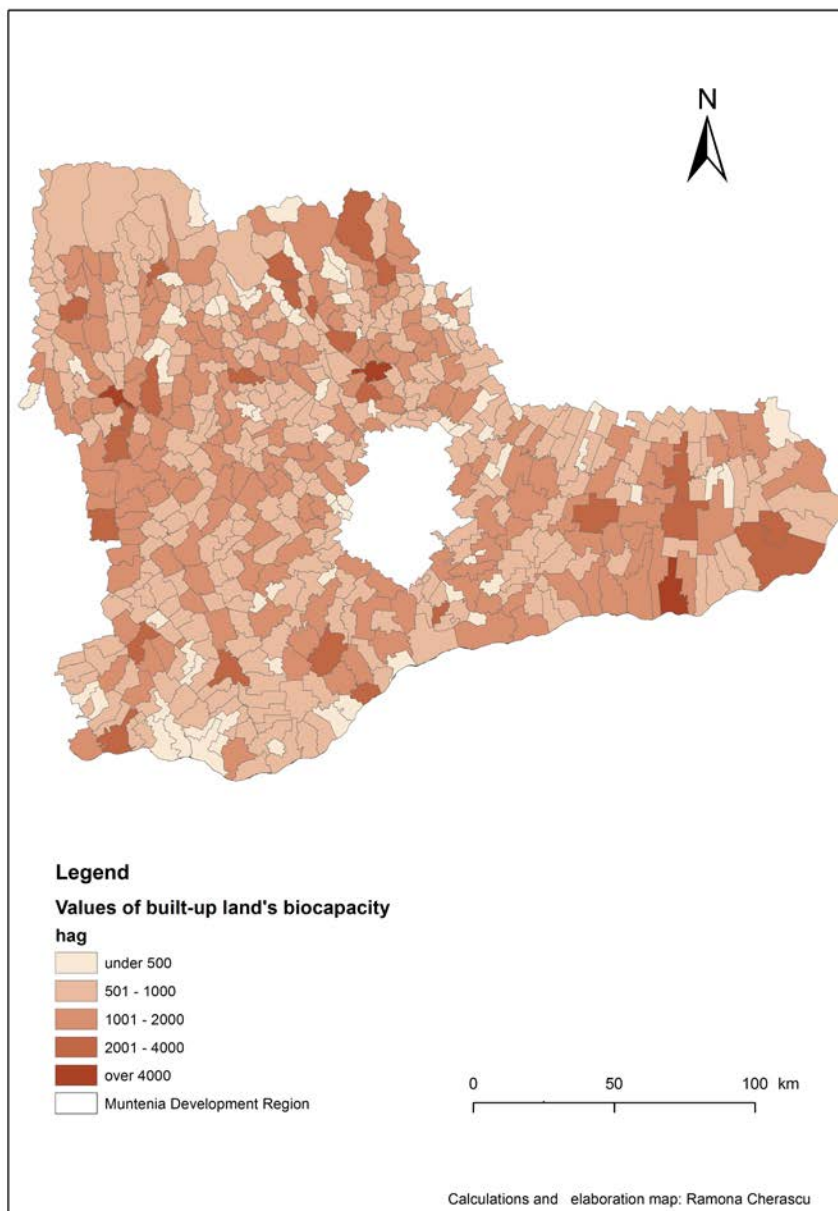 N
Legend
Values of built-up land's biocapacity
hag
under 500
501 - 1000
1001 - 2000
2001 - 4000
over 4000
Muntenia Development Region
0 50 100 km
Calculations and elaboration map: Ramona Cherascu